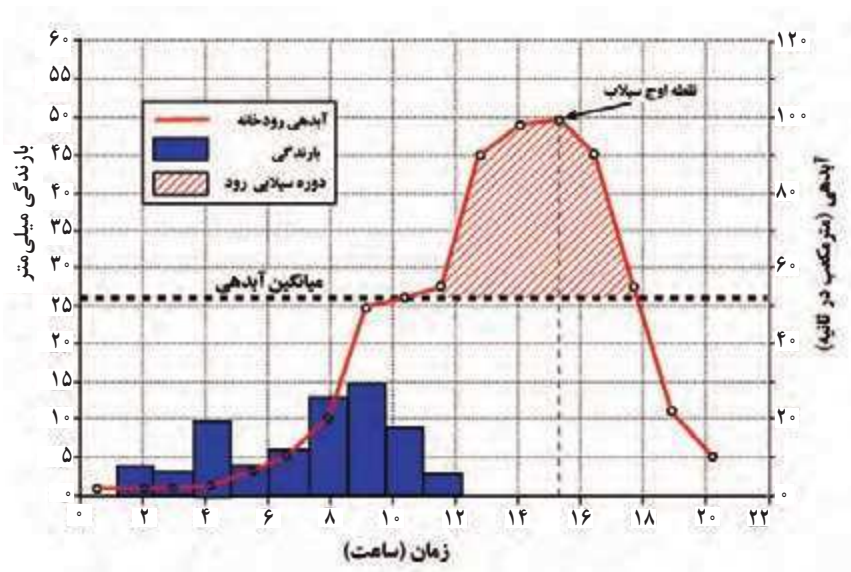 نقطه اوج سیلاب
آبدهی رودخانه
بارندگی
دوره سیلابی رود
میانگین آبدهی
بارندگی میلی‌متر
۶۰
۵۵
۵۰
۴۵
۴۰
۳۵
۳۰
۲۵
۲۰
۱۵
۱۰
۵
۰
آبدهی (مترمکعب در ثانیه)
۱۲۰
۱۰۰
۸۰
۶۰
۴۰
۲۰
۰
۰ ۲ ۴ ۶ ۸ ۱۰ ۱۲ ۱۴ ۱۶ ۱۸ ۲۰ ۲۲
زمان (ساعت)